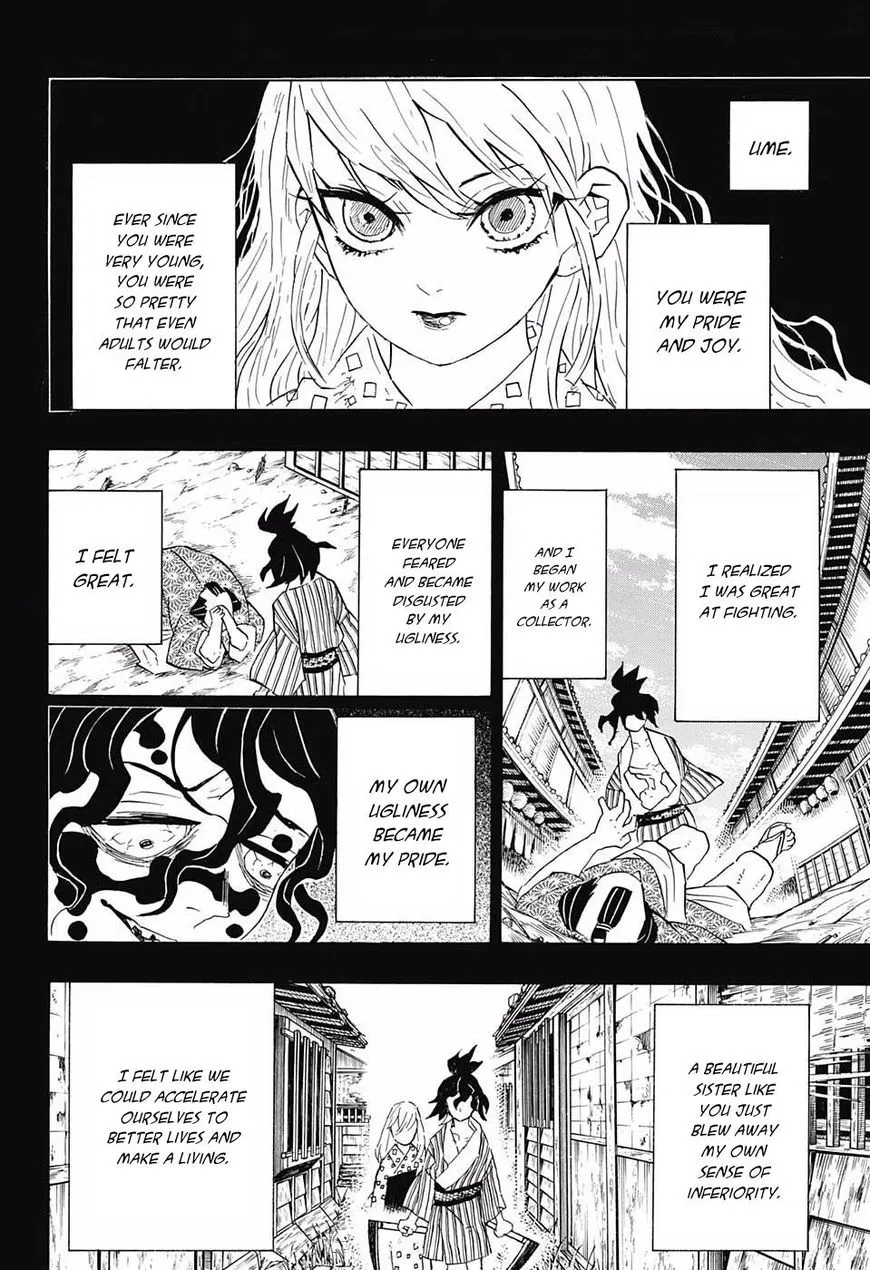 UME.
YOU WERE
MY PRIDE
AND JOY.
EVER SINCE
YOU WERE
VERY YOUNG,
YOU WERE
SO PRETTY
THAT EVEN
ADULTS WOULD
FALTER.
I REALIZED
I WAS GREAT
AT FIGHTING.
AND I
BEGAN
MY WORK
AS A
COLLECTOR.
EVERYONE
FEARED
AND BECAME
DISGUSTED
BY MY
UGLINESS.
I FELT
GREAT.
MY OWN
UGLINESS
BECAME
MY PRIDE.
A BEAUTIFUL
SISTER LIKE
YOU JUST
BLEW AWAY
MY OWN
SENSE OF
INFERIORITY.
I FELT LIKE WE
COULD ACCELERATE
OURSELVES TO
BETTER LIVES AND
MAKE A LIVING.